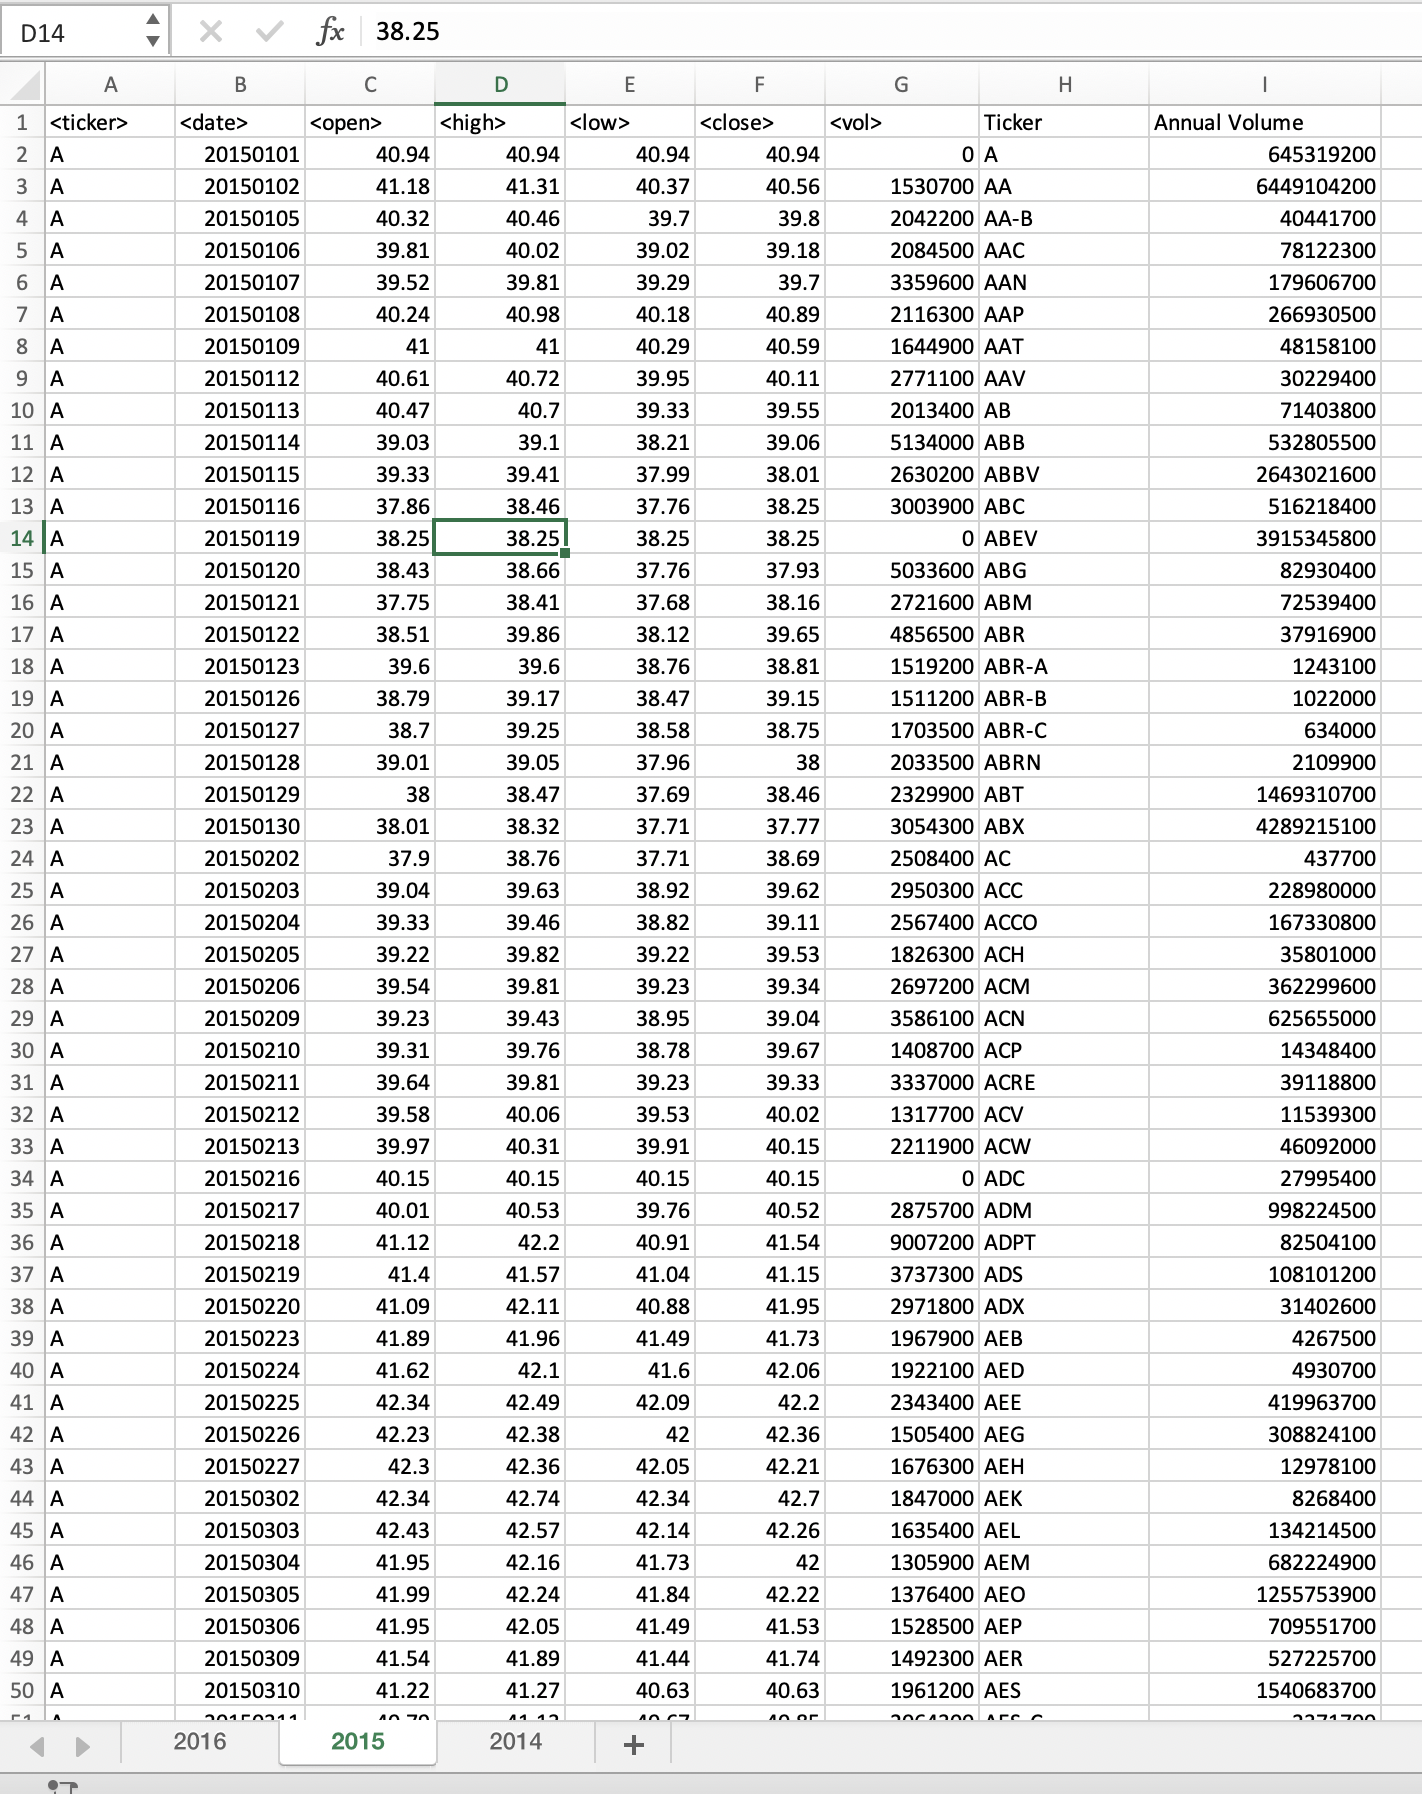 D14 fx 38.25
A B C D E F G H I
1 <ticker> <date> <open> <high> <low> <close> <vol> Ticker Annual Volume
2 A 20150101 40.94 40.94 40.94 40.94 0 A 645319200
3 A 20150102 41.18 41.31 40.37 40.56 1530700 AA 6449104200
4 A 20150105 40.32 40.46 39.7 39.8 2042200 AA-B 40441700
5 A 20150106 39.81 40.02 39.02 39.18 2084500 AAC 78122300
6 A 20150107 39.52 39.81 39.29 39.7 3359600 AAN 179606700
7 A 20150108 40.24 40.98 40.18 40.89 2116300 AAP 266930500
8 A 20150109 41 41 40.29 40.59 1644900 AAT 48158100
9 A 20150112 40.61 40.72 39.95 40.11 2771100 AAV 30229400
10 A 20150113 40.47 40.7 39.33 39.55 2013400 AB 71403800
11 A 20150114 39.03 39.1 38.21 39.06 5134000 ABB 532805500
12 A 20150115 39.33 39.41 37.99 38.01 2630200 ABBV 2643021600
13 A 20150116 37.86 38.46 37.76 38.25 3003900 ABC 516218400
14 A 20150119 38.25 38.25 38.25 38.25 0 ABEV 3915345800
15 A 20150120 38.43 38.66 37.76 37.93 5033600 ABG 82930400
16 A 20150121 37.75 38.41 37.68 38.16 2721600 ABM 72539400
17 A 20150122 38.51 39.86 38.12 39.65 4856500 ABR 37916900
18 A 20150123 39.6 39.6 38.76 38.81 1519200 ABR-A 1243100
19 A 20150126 38.79 39.17 38.47 39.15 1511200 ABR-B 1022000
20 A 20150127 38.7 39.25 38.58 38.75 1703500 ABR-C 634000
21 A 20150128 39.01 39.05 37.96 38 2033500 ABRN 2109900
22 A 20150129 38 38.47 37.69 38.46 2329900 ABT 1469310700
23 A 20150130 38.01 38.32 37.71 37.77 3054300 ABX 4289215100
24 A 20150202 37.9 38.76 37.71 38.69 2508400 AC 437700
25 A 20150203 39.04 39.63 38.92 39.62 2950300 ACC 228980000
26 A 20150204 39.33 39.46 38.82 39.11 2567400 ACCO 167330800
27 A 20150205 39.22 39.82 39.22 39.53 1826300 ACH 35801000
28 A 20150206 39.54 39.81 39.23 39.34 2697200 ACM 362299600
29 A 20150209 39.23 39.43 38.95 39.04 3586100 ACN 625655000
30 A 20150210 39.31 39.76 38.78 39.67 1408700 ACP 14348400
31 A 20150211 39.64 39.81 39.23 39.33 3337000 ACRE 39118800
32 A 20150212 39.58 40.06 39.53 40.02 1317700 ACV 11539300
33 A 20150213 39.97 40.31 39.91 40.15 2211900 ACW 46092000
34 A 20150216 40.15 40.15 40.15 40.15 0 ADC 27995400
35 A 20150217 40.01 40.53 39.76 40.52 2875700 ADM 998224500
36 A 20150218 41.12 42.2 40.91 41.54 9007200 ADPT 82504100
37 A 20150219 41.4 41.57 41.04 41.15 3737300 ADS 108101200
38 A 20150220 41.09 42.11 40.88 41.95 2971800 ADX 31402600
39 A 20150223 41.89 41.96 41.49 41.73 1967900 AEB 4267500
40 A 20150224 41.62 42.1 41.6 42.06 1922100 AED 4930700
41 A 20150225 42.34 42.49 42.09 42.2 2343400 AEE 419963700
42 A 20150226 42.23 42.38 42 42.36 1505400 AEG 308824100
43 A 20150227 42.3 42.36 42.05 42.21 1676300 AEH 12978100
44 A 20150302 42.34 42.74 42.34 42.7 1847000 AEK 8268400
45 A 20150303 42.43 42.57 42.14 42.26 1635400 AEL 134214500
46 A 20150304 41.95 42.16 41.73 42 1305900 AEM 682224900
47 A 20150305 41.99 42.24 41.84 42.22 1376400 AEO 1255753900
48 A 20150306 41.95 42.05 41.49 41.53 1528500 AEP 709551700
49 A 20150309 41.54 41.89 41.44 41.74 1492300 AER 527225700
50 A 20150310 41.22 41.27 40.63 40.63 1961200 AES 1540683700
2016 2015 2014 +